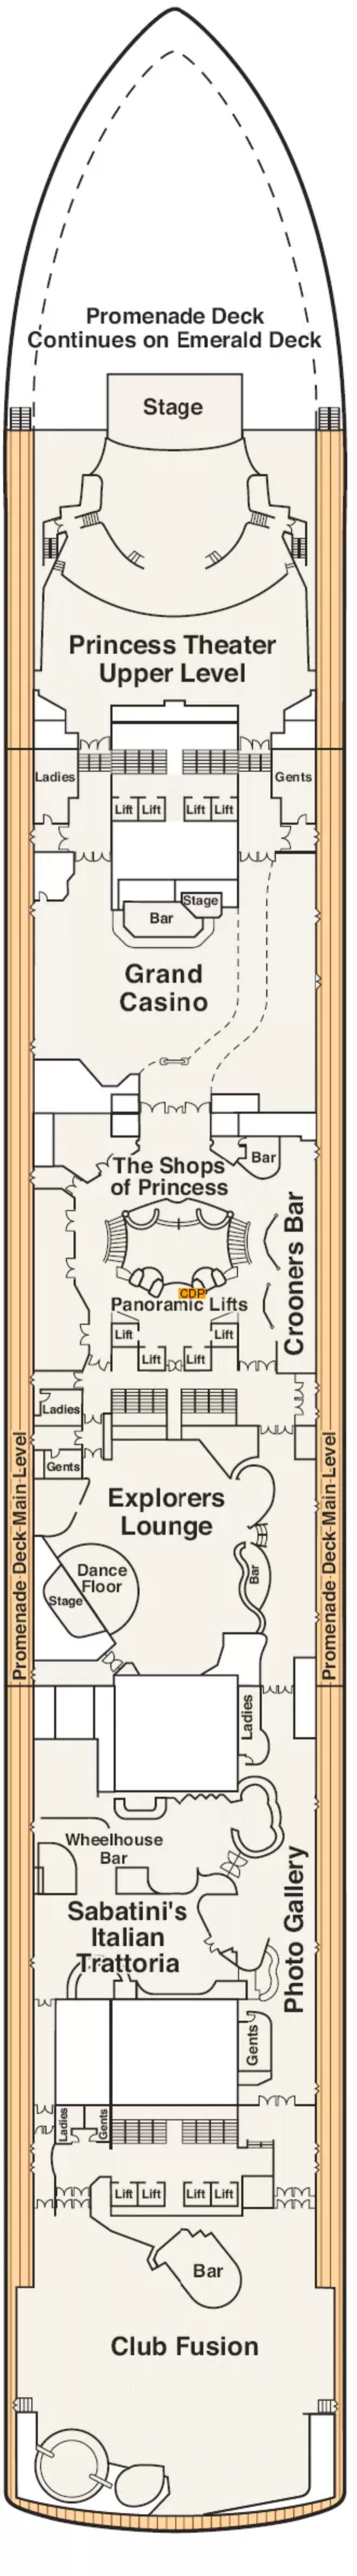 Promenade Deck
Continues on Emerald Deck
Stage
Princess Theater
Upper Level
Ladies
Gents
Lift Lift Lift Lift
Stage
Bar
Grand
Casino
The Shops
of Princess
Bar
Crooners Bar
CDP
Panoramic Lifts
Lift Lift
Lift Lift
Ladies
Gents
Promenade Deck-Main-Level
Promenade Deck-Main-Level
Explorers
Lounge
Dance
Floor
Stage
Bar
Ladies
Wheelhouse
Bar
Sabatini's
Italian
Trattoria
Photo Gallery
Gents
Ladies
Gents
Lift Lift Lift Lift
Bar
Club Fusion